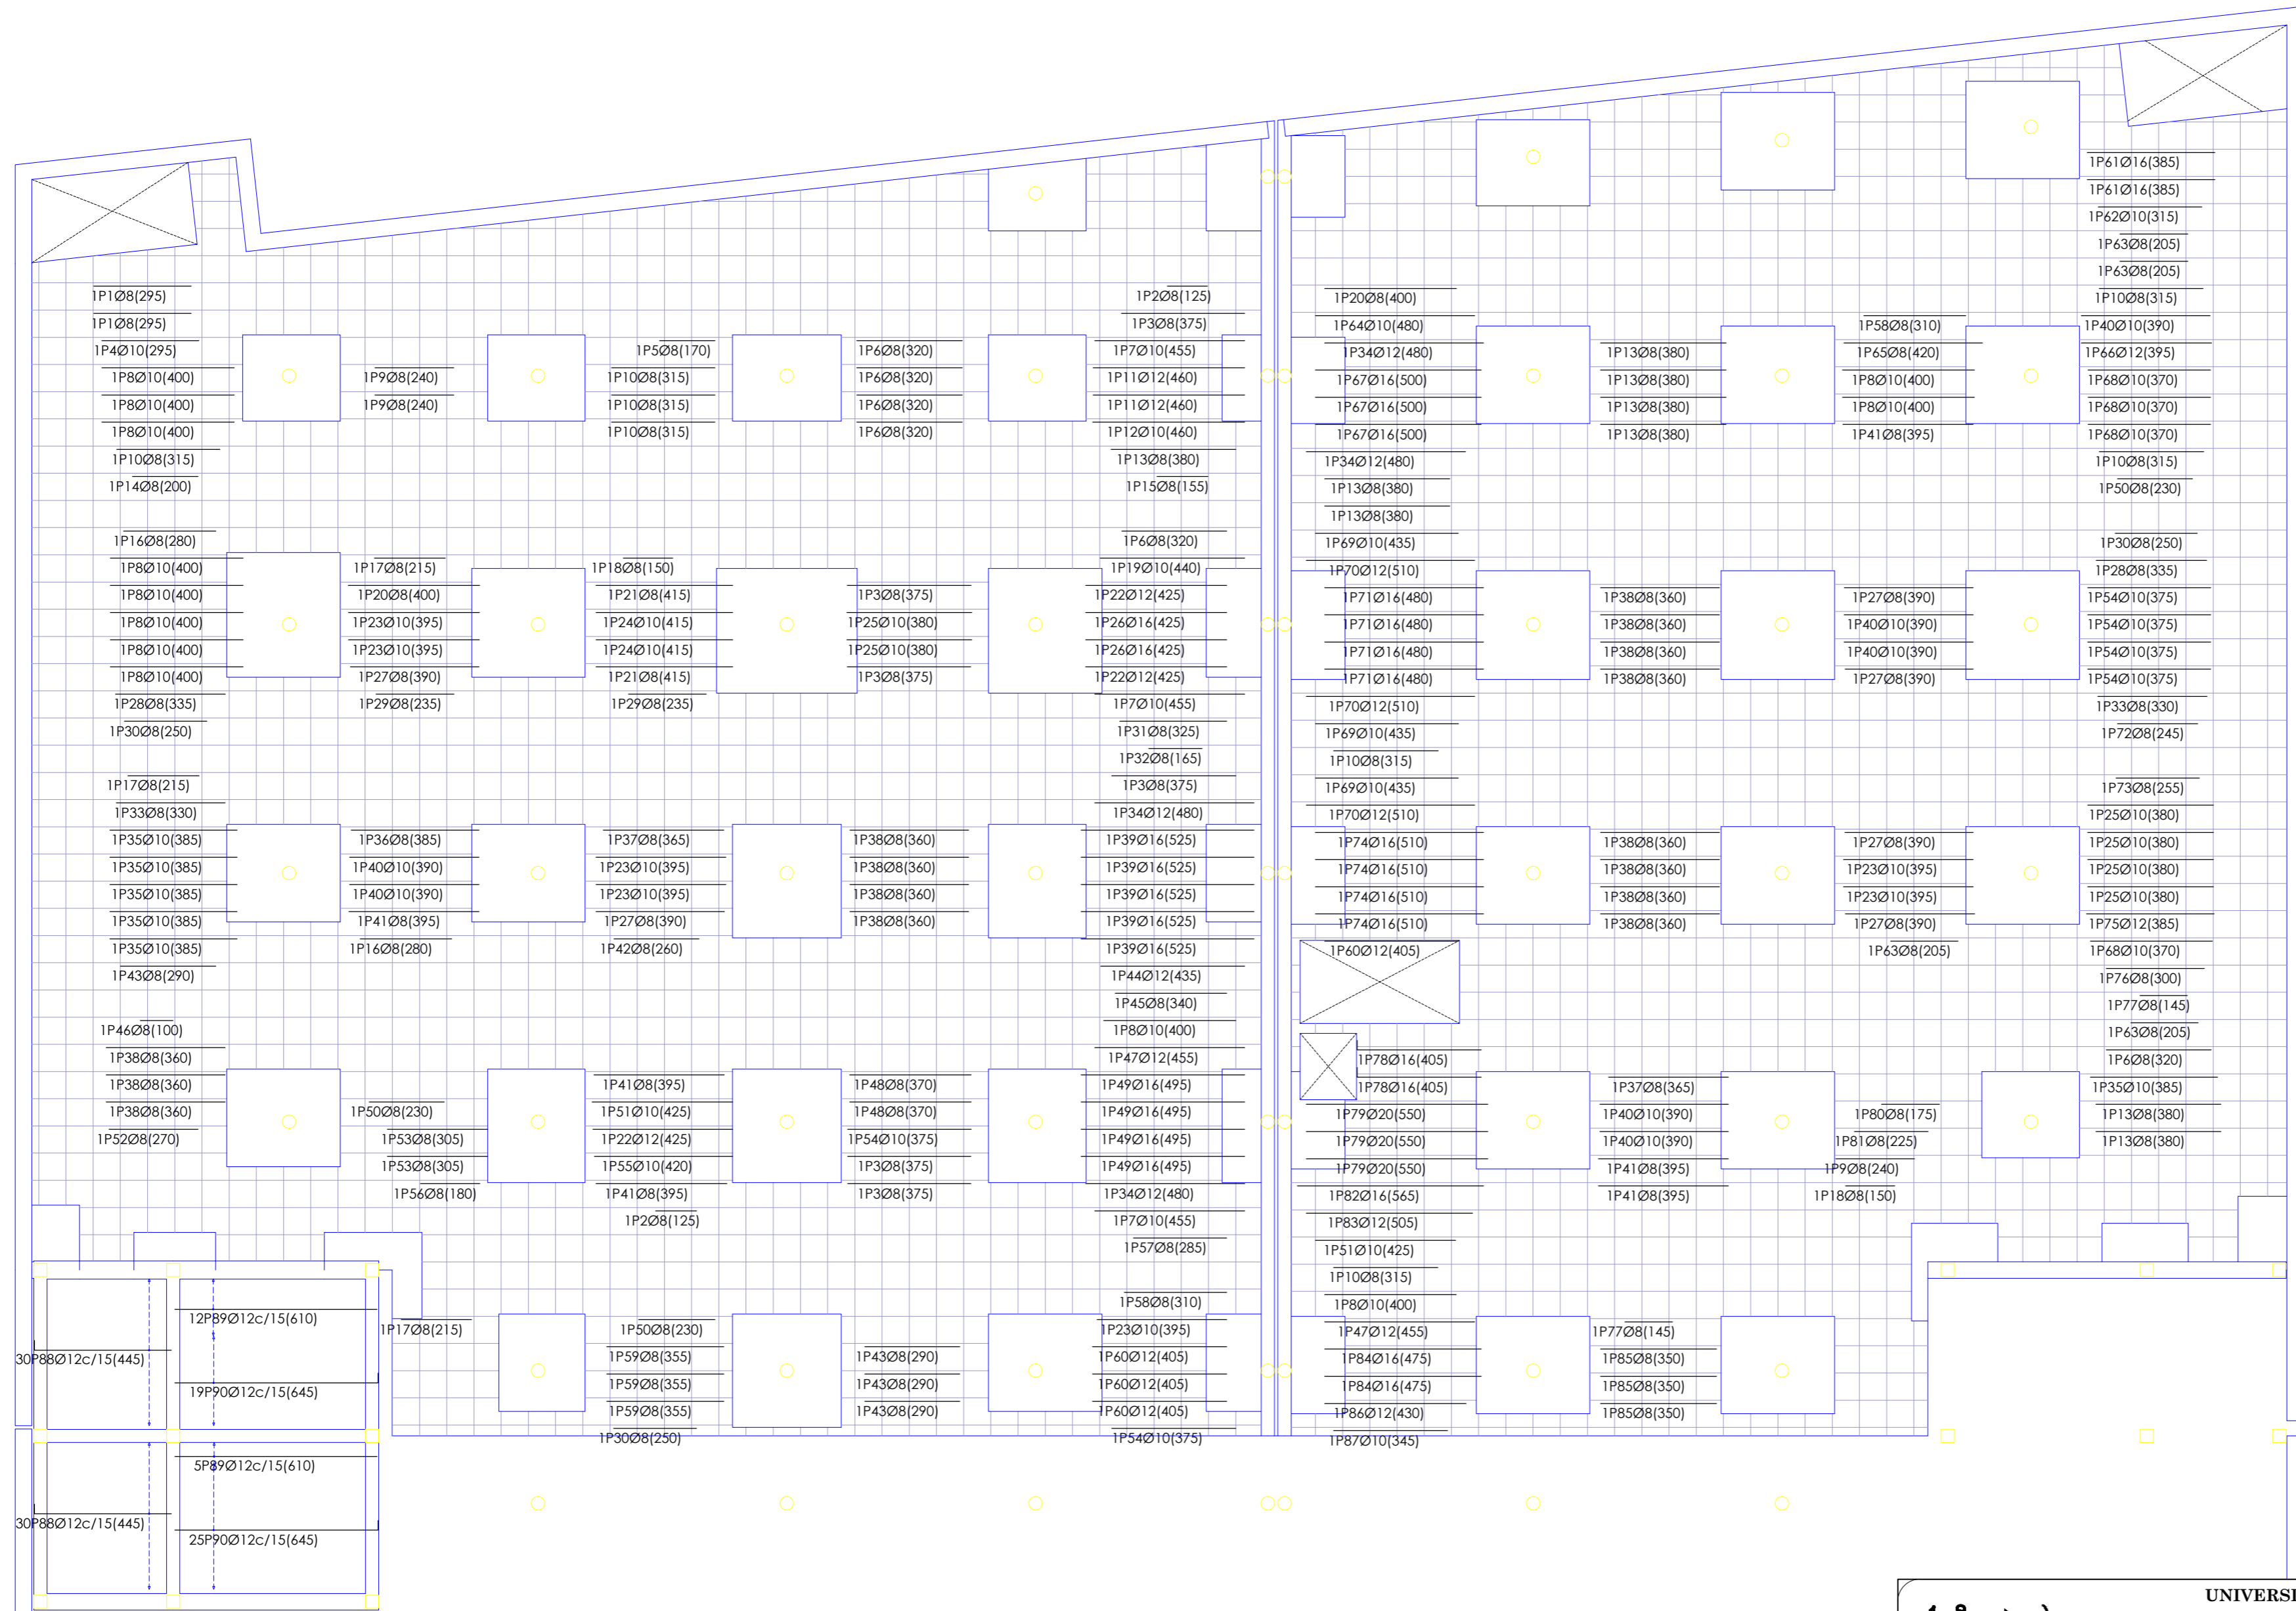 1P1Ø8(295)
1P1Ø8(295)
1P4Ø10(295)
1P8Ø10(400)
1P8Ø10(400)
1P8Ø10(400)
1P10Ø8(315)
1P14Ø8(200)
1P9Ø8(240)
1P9Ø8(240)
1P5Ø8(170)
1P10Ø8(315)
1P10Ø8(315)
1P10Ø8(315)
1P6Ø8(320)
1P6Ø8(320)
1P6Ø8(320)
1P6Ø8(320)
1P2Ø8(125)
1P3Ø8(375)
1P7Ø10(455)
1P11Ø12(460)
1P11Ø12(460)
1P12Ø10(460)
1P13Ø8(380)
1P15Ø8(155)
1P16Ø8(280)
1P8Ø10(400)
1P8Ø10(400)
1P8Ø10(400)
1P8Ø10(400)
1P8Ø10(400)
1P28Ø8(335)
1P30Ø8(250)
1P17Ø8(215)
1P20Ø8(400)
1P23Ø10(395)
1P23Ø10(395)
1P27Ø8(390)
1P29Ø8(235)
1P18Ø8(150)
1P21Ø8(415)
1P24Ø10(415)
1P24Ø10(415)
1P21Ø8(415)
1P29Ø8(235)
1P3Ø8(375)
1P25Ø10(380)
1P25Ø10(380)
1P3Ø8(375)
1P6Ø8(320)
1P19Ø10(440)
1P22Ø12(425)
1P26Ø16(425)
1P26Ø16(425)
1P22Ø12(425)
1P7Ø10(455)
1P31Ø8(325)
1P32Ø8(165)
1P3Ø8(375)
1P34Ø12(480)
1P39Ø16(525)
1P39Ø16(525)
1P39Ø16(525)
1P39Ø16(525)
1P39Ø16(525)
1P44Ø12(435)
1P45Ø8(340)
1P8Ø10(400)
1P47Ø12(455)
1P49Ø16(495)
1P49Ø16(495)
1P49Ø16(495)
1P49Ø16(495)
1P34Ø12(480)
1P7Ø10(455)
1P57Ø8(285)
1P17Ø8(215)
1P33Ø8(330)
1P35Ø10(385)
1P35Ø10(385)
1P35Ø10(385)
1P35Ø10(385)
1P35Ø10(385)
1P43Ø8(290)
1P36Ø8(385)
1P40Ø10(390)
1P40Ø10(390)
1P41Ø8(395)
1P16Ø8(280)
1P37Ø8(365)
1P23Ø10(395)
1P23Ø10(395)
1P27Ø8(390)
1P42Ø8(260)
1P38Ø8(360)
1P38Ø8(360)
1P38Ø8(360)
1P38Ø8(360)
1P46Ø8(100)
1P38Ø8(360)
1P38Ø8(360)
1P38Ø8(360)
1P52Ø8(270)
1P50Ø8(230)
1P53Ø8(305)
1P53Ø8(305)
1P56Ø8(180)
1P41Ø8(395)
1P51Ø10(425)
1P22Ø12(425)
1P55Ø10(420)
1P41Ø8(395)
1P2Ø8(125)
1P48Ø8(370)
1P48Ø8(370)
1P54Ø10(375)
1P3Ø8(375)
1P3Ø8(375)
12P89Ø12c/15(610)
30P88Ø12c/15(445)
19P90Ø12c/15(645)
5P89Ø12c/15(610)
30P88Ø12c/15(445)
25P90Ø12c/15(645)
1P17Ø8(215)
1P50Ø8(230)
1P59Ø8(355)
1P59Ø8(355)
1P59Ø8(355)
1P30Ø8(250)
1P43Ø8(290)
1P43Ø8(290)
1P43Ø8(290)
1P58Ø8(310)
1P23Ø10(395)
1P60Ø12(405)
1P60Ø12(405)
1P60Ø12(405)
1P54Ø10(375)
1P20Ø8(400)
1P64Ø10(480)
1P34Ø12(480)
1P67Ø16(500)
1P67Ø16(500)
1P67Ø16(500)
1P34Ø12(480)
1P13Ø8(380)
1P13Ø8(380)
1P69Ø10(435)
1P70Ø12(510)
1P71Ø16(480)
1P71Ø16(480)
1P71Ø16(480)
1P71Ø16(480)
1P70Ø12(510)
1P69Ø10(435)
1P10Ø8(315)
1P69Ø10(435)
1P70Ø12(510)
1P74Ø16(510)
1P74Ø16(510)
1P74Ø16(510)
1P74Ø16(510)
1P60Ø12(405)
1P78Ø16(405)
1P78Ø16(405)
1P79Ø20(550)
1P79Ø20(550)
1P79Ø20(550)
1P82Ø16(565)
1P83Ø12(505)
1P51Ø10(425)
1P10Ø8(315)
1P8Ø10(400)
1P47Ø12(455)
1P84Ø16(475)
1P84Ø16(475)
1P86Ø12(430)
1P87Ø10(345)
1P13Ø8(380)
1P13Ø8(380)
1P13Ø8(380)
1P13Ø8(380)
1P38Ø8(360)
1P38Ø8(360)
1P38Ø8(360)
1P38Ø8(360)
1P38Ø8(360)
1P38Ø8(360)
1P38Ø8(360)
1P38Ø8(360)
1P37Ø8(365)
1P40Ø10(390)
1P40Ø10(390)
1P41Ø8(395)
1P41Ø8(395)
1P77Ø8(145)
1P85Ø8(350)
1P85Ø8(350)
1P85Ø8(350)
1P58Ø8(310)
1P65Ø8(420)
1P8Ø10(400)
1P8Ø10(400)
1P41Ø8(395)
1P27Ø8(390)
1P40Ø10(390)
1P40Ø10(390)
1P27Ø8(390)
1P27Ø8(390)
1P23Ø10(395)
1P23Ø10(395)
1P27Ø8(390)
1P63Ø8(205)
1P80Ø8(175)
1P81Ø8(225)
1P9Ø8(240)
1P18Ø8(150)
1P61Ø16(385)
1P61Ø16(385)
1P62Ø10(315)
1P63Ø8(205)
1P63Ø8(205)
1P10Ø8(315)
1P40Ø10(390)
1P66Ø12(395)
1P68Ø10(370)
1P68Ø10(370)
1P68Ø10(370)
1P10Ø8(315)
1P50Ø8(230)
1P30Ø8(250)
1P28Ø8(335)
1P54Ø10(375)
1P54Ø10(375)
1P54Ø10(375)
1P54Ø10(375)
1P33Ø8(330)
1P72Ø8(245)
1P73Ø8(255)
1P25Ø10(380)
1P25Ø10(380)
1P25Ø10(380)
1P25Ø10(380)
1P75Ø12(385)
1P68Ø10(370)
1P76Ø8(300)
1P77Ø8(145)
1P63Ø8(205)
1P6Ø8(320)
1P35Ø10(385)
1P13Ø8(380)
1P13Ø8(380)